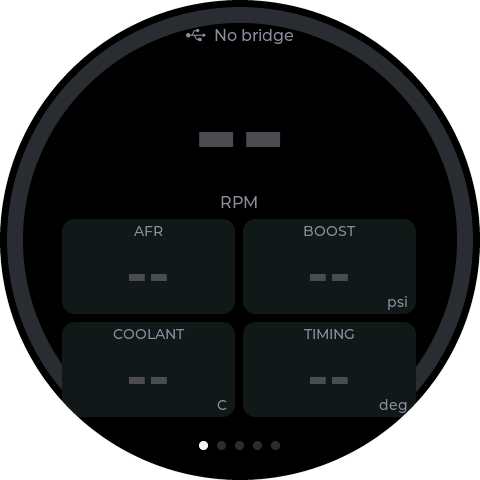 No bridge
-- 
RPM
AFR
BOOST
--
--
psi
COOLANT
TIMING
--
--
C
deg